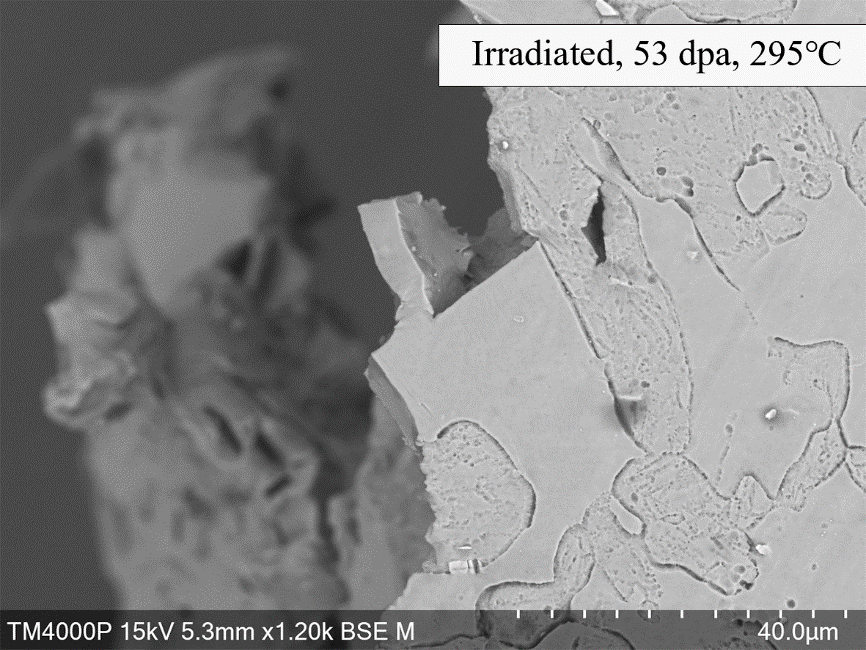 Irradiated, 53 dpa, 295°C
TM4000P 15kV 5.3mm x1.20k BSE M
40.0μm